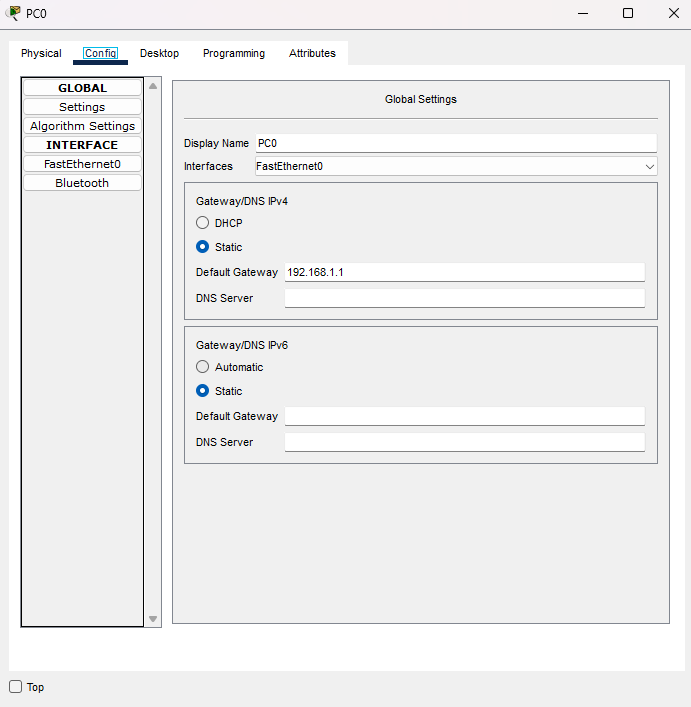 PC0
Physical Config Desktop Programming Attributes
GLOBAL
Settings
Algorithm Settings
INTERFACE
FastEthernet0
Bluetooth
Global Settings
Display Name PC0
Interfaces FastEthernet0
Gateway/DNS IPv4
DHCP
Static
Default Gateway 192.168.1.1
DNS Server
Gateway/DNS IPv6
Automatic
Static
Default Gateway
DNS Server
Top